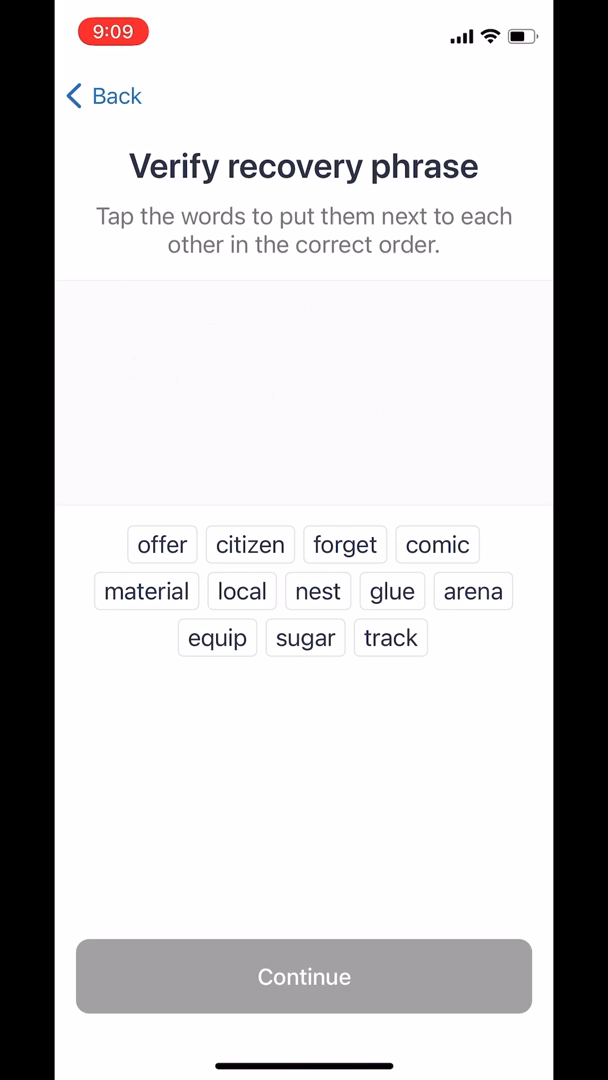 9:09
Back
Verify recovery phrase
Tap the words to put them next to each
other in the correct order.
offer citizen forget comic
material local nest glue arena
equip sugar track
Continue